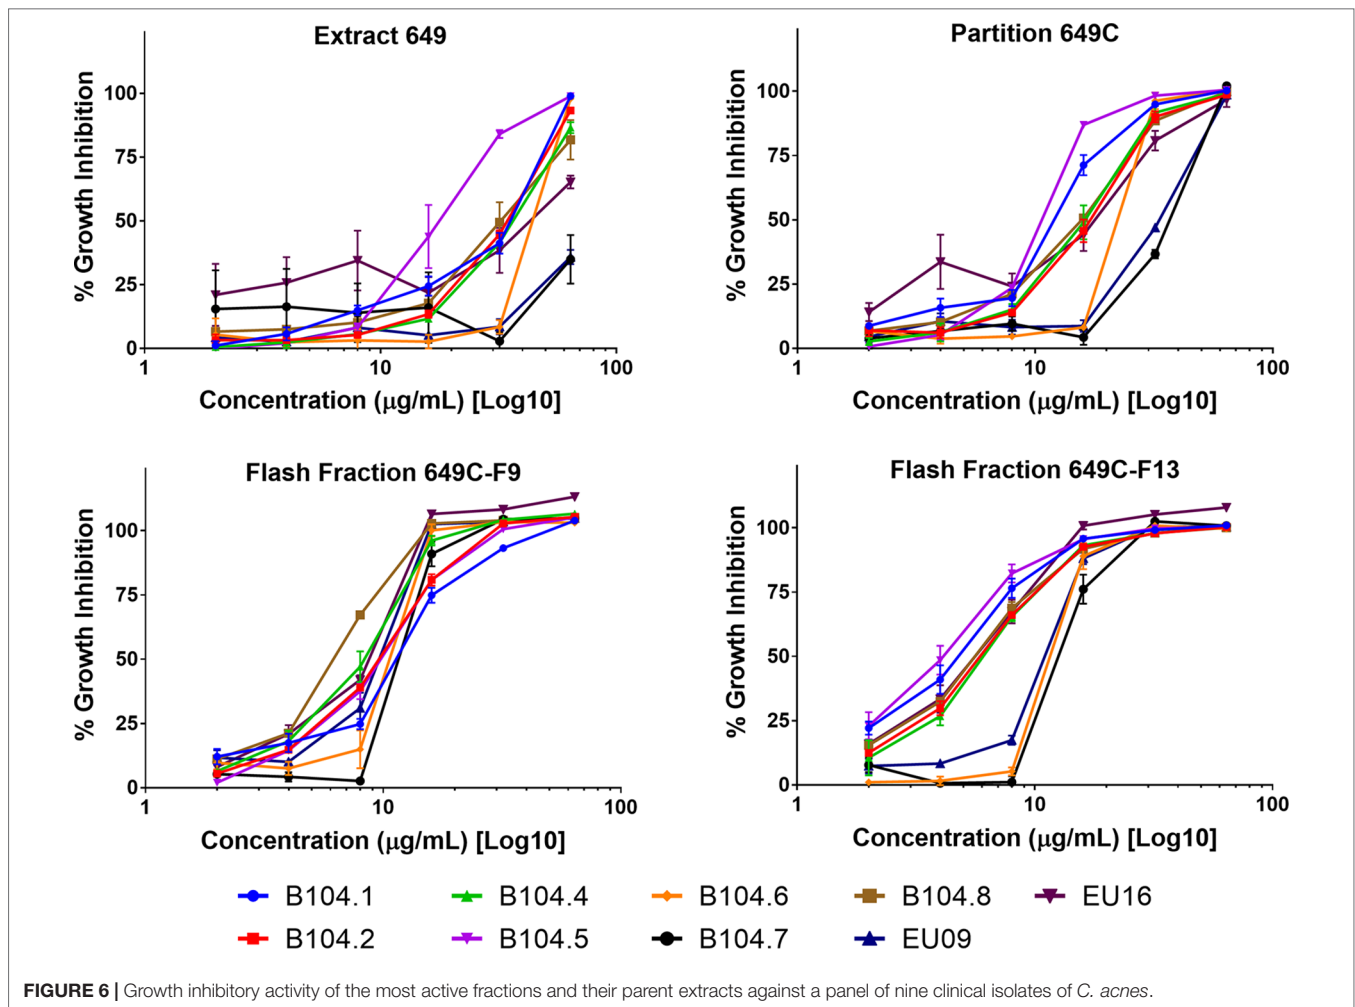 Extract 649
% Growth Inhibition
100
75
50
25
0
1 10 100
Concentration (μg/mL) [Log10]
Partition 649C
% Growth Inhibition
100
75
50
25
0
1 10 100
Concentration (μg/mL) [Log10]
Flash Fraction 649C-F9
% Growth Inhibition
100
75
50
25
0
1 10 100
Concentration (μg/mL) [Log10]
Flash Fraction 649C-F13
% Growth Inhibition
100
75
50
25
0
1 10 100
Concentration (μg/mL) [Log10]
B104.1 B104.4 B104.6 B104.8 EU16
B104.2 B104.5 B104.7 EU09
FIGURE 6 | Growth inhibitory activity of the most active fractions and their parent extracts against a panel of nine clinical isolates of C. acnes.